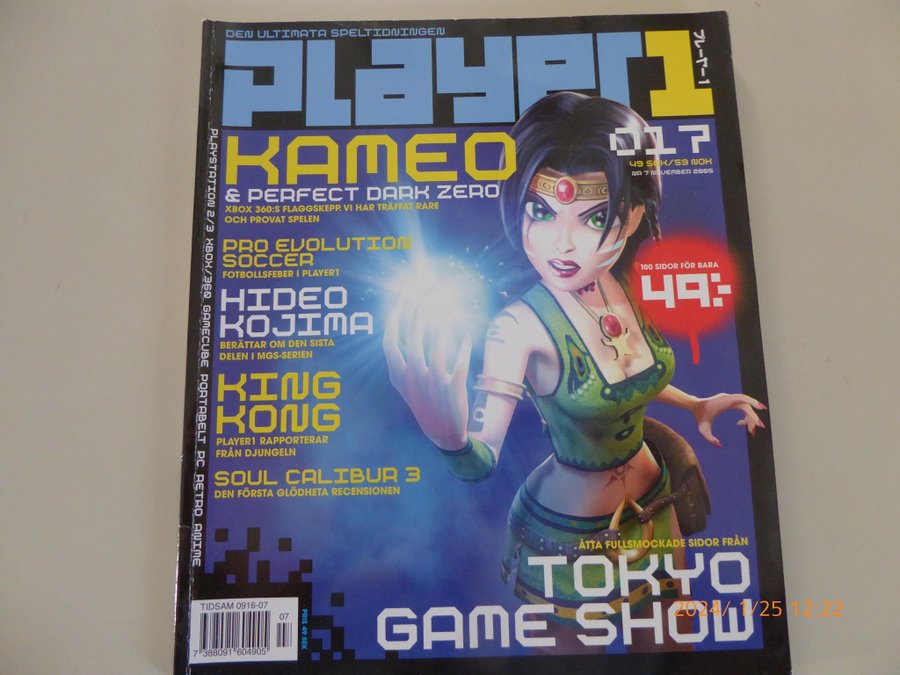 DEN ULTIMATA SPELTIDNINGEN
player1
プレーヤー1
017
49 SEK/59 NOK
NR 7 NOVEMBER 2005
KAMEO
& PERFECT DARK ZERO
XBOX 360:S FLAGGSKEPP. VI HAR TRÄFFAT RARE
OCH PROVAT SPELEN
PRO EVOLUTION
SOCCER
FOTBOLLSFEBER I PLAYER1
HIDEO
KOJIMA
BERÄTTAR OM DEN SISTA
DELEN I MGS-SERIEN
KING
KONG
PLAYER1 RAPPORTERAR
FRÅN DJUNGELN
SOUL CALIBUR 3
DEN FÖRSTA GLÖDHETA RECENSIONEN
100 SIDOR FÖR BARA
49:-
ÅTTA FULLSMOCKADE SIDOR FRÅN
TOKYO
GAME SHOW
PLAYSTATION 2/3 XBOX/360 GAMECUBE PORTABELT PC RETRO ANIME
TIDSAM 0916-07
07
7 388091 604905
PRIS 49 SEK
2024/ 1/25 12:22